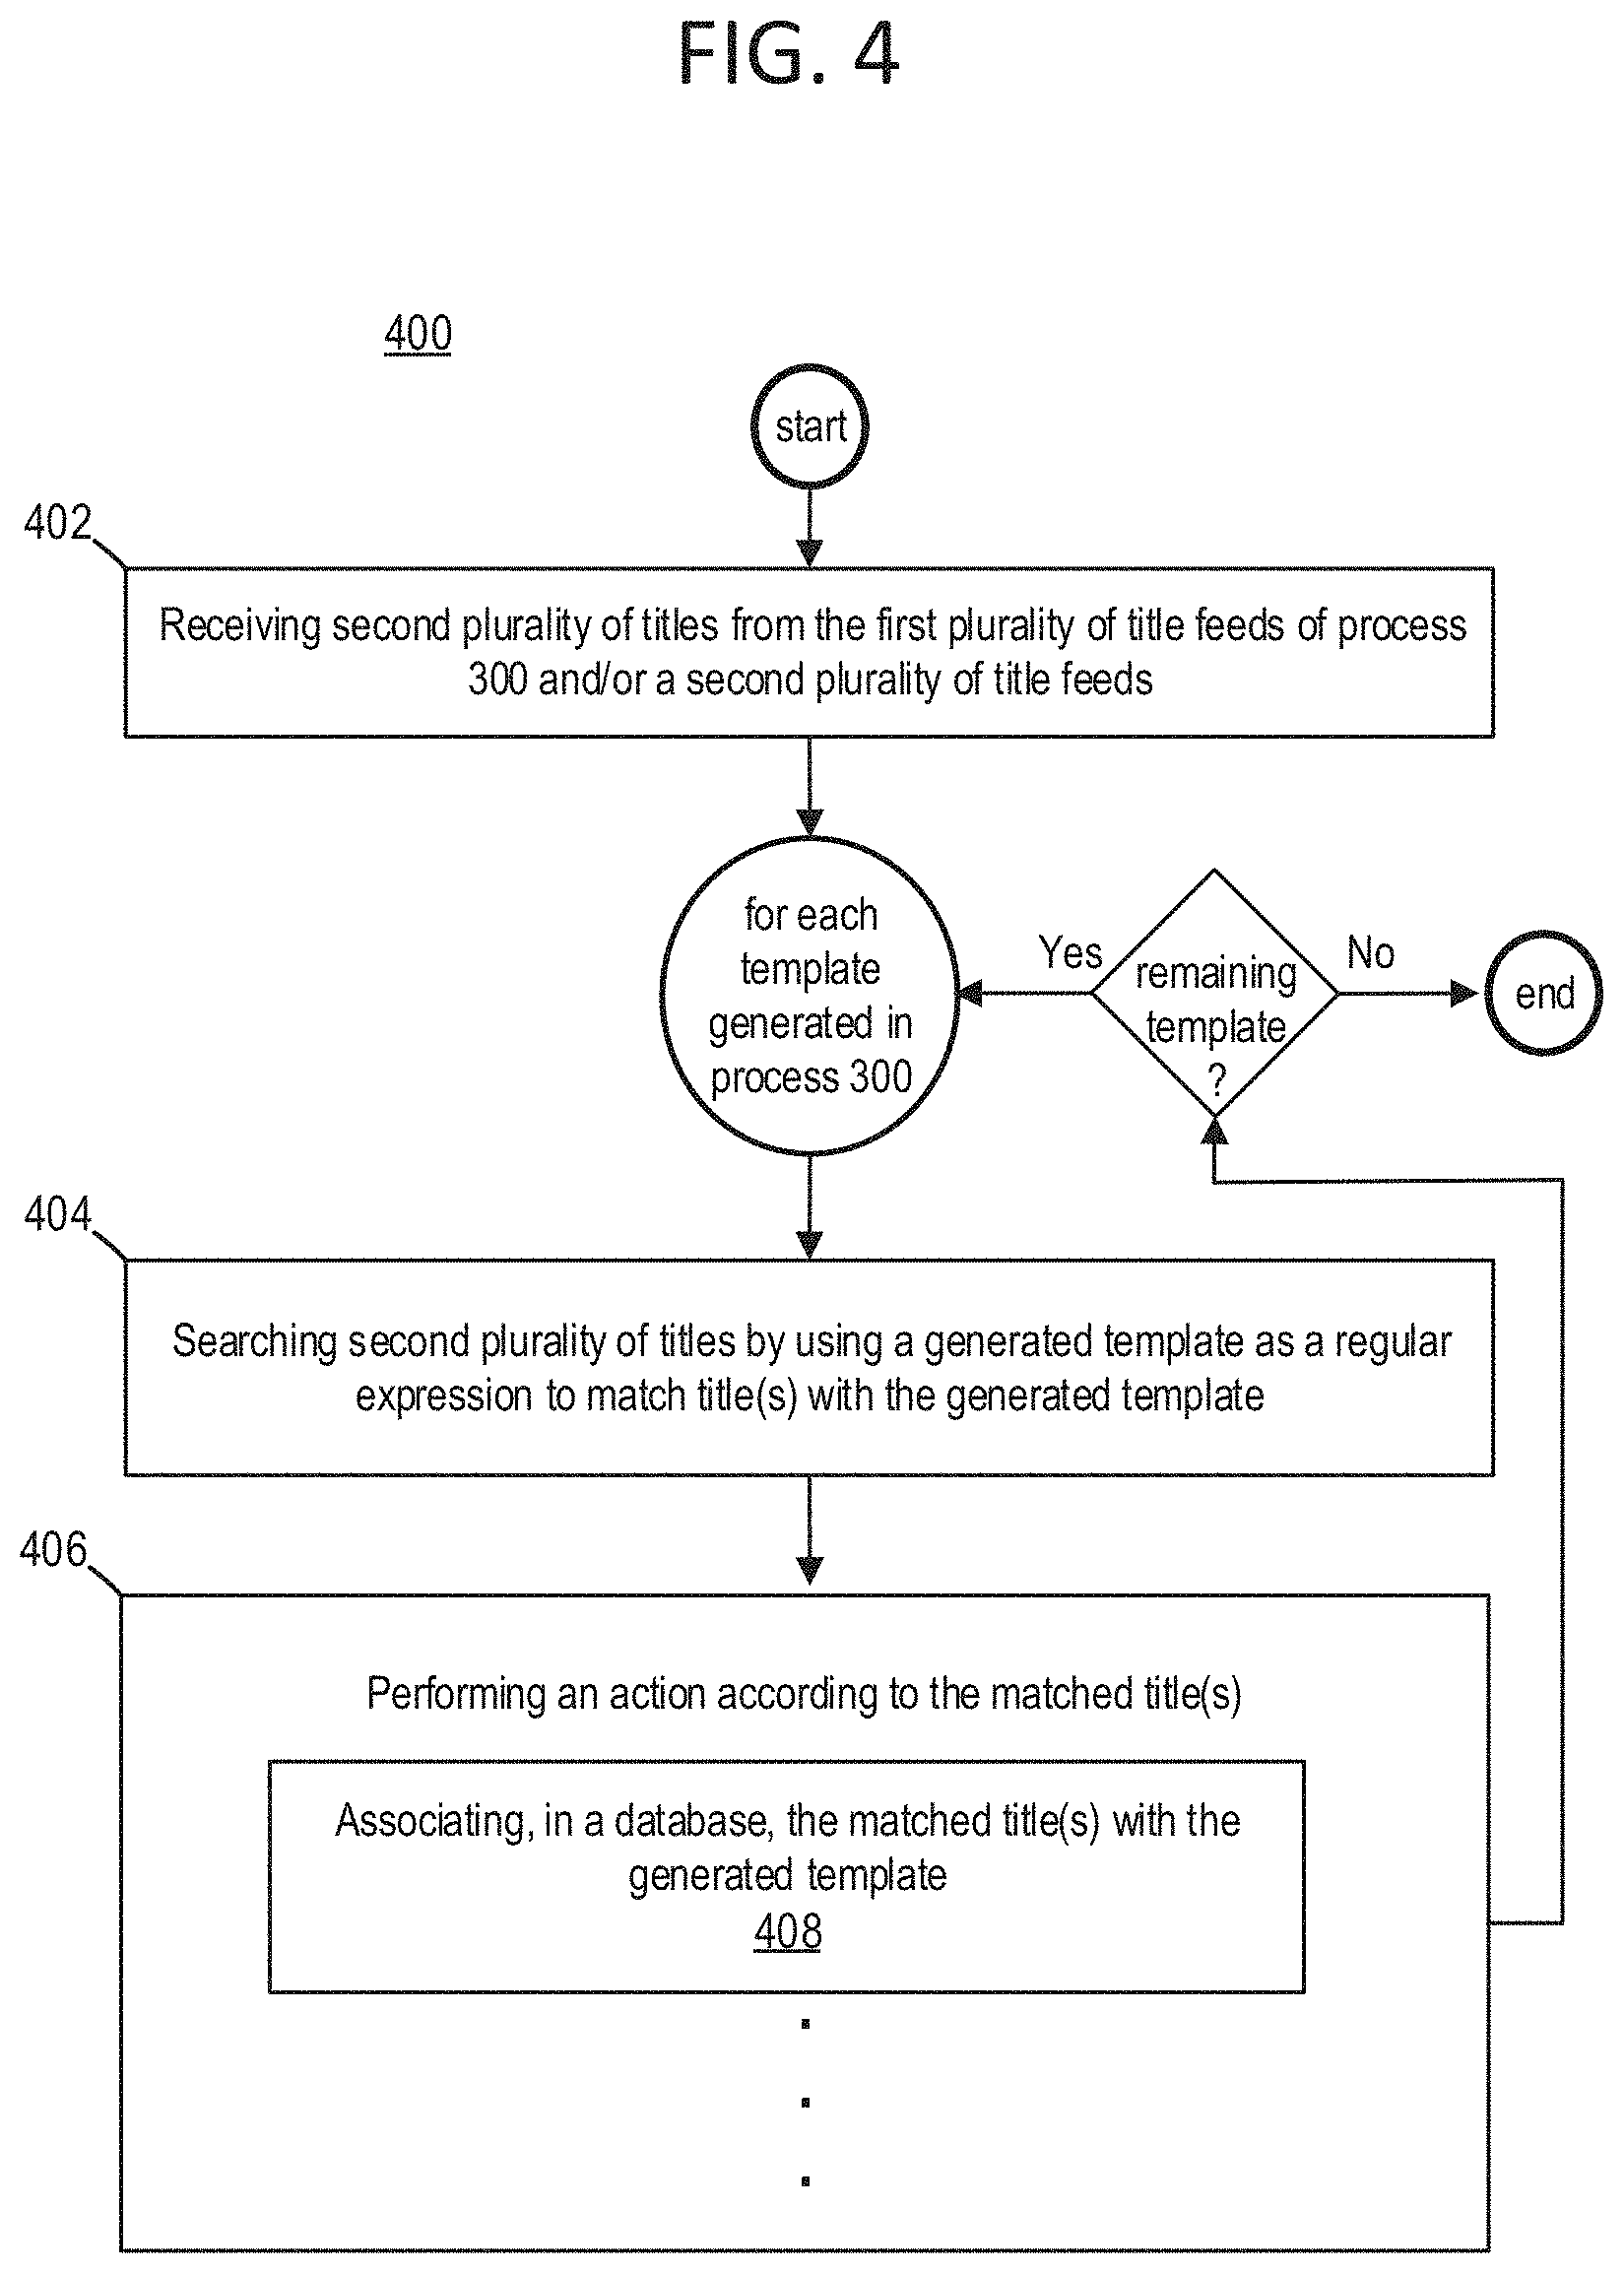 FIG. 4
400
start
402
Receiving second plurality of titles from the first plurality of title feeds of process
300 and/or a second plurality of title feeds
for each
template
generated in
process 300
Yes
remaining
template
?
No
end
404
Searching second plurality of titles by using a generated template as a regular
expression to match title(s) with the generated template
406
Performing an action according to the matched title(s)
Associating, in a database, the matched title(s) with the
generated template
408